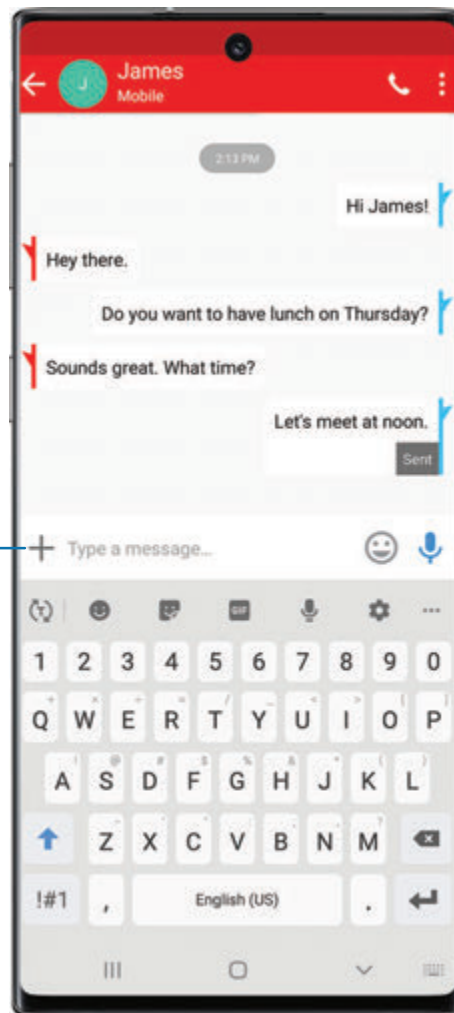 J
James
Mobile
2:13 PM
Hi James!
Hey there.
Do you want to have lunch on Thursday?
Sounds great. What time?
Let's meet at noon.
Sent
Type a message...
T
GIF
1 2 3 4 5 6 7 8 9 0
Q W E R T Y U I O P
A S D F G H J K L
Z X C V B N M
!#1 , English (US) .